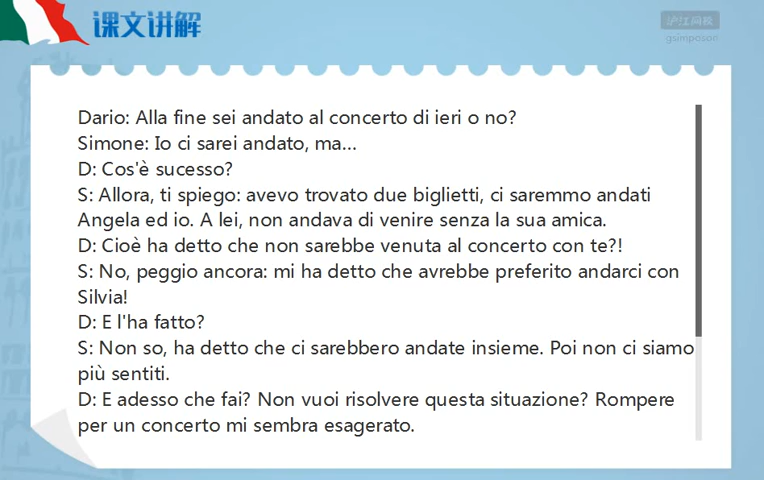 课文讲解
沪江网校
gsimposon
Dario: Alla fine sei andato al concerto di ieri o no?
Simone: Io ci sarei andato, ma...
D: Cos'è sucesso?
S: Allora, ti spiego: avevo trovato due biglietti, ci saremmo andati
Angela ed io. A lei, non andava di venire senza la sua amica.
D: Cioè ha detto che non sarebbe venuta al concerto con te?!
S: No, peggio ancora: mi ha detto che avrebbe preferito andarci con
Silvia!
D: E l'ha fatto?
S: Non so, ha detto che ci sarebbero andate insieme. Poi non ci siamo
più sentiti.
D: E adesso che fai? Non vuoi risolvere questa situazione? Rompere
per un concerto mi sembra esagerato.